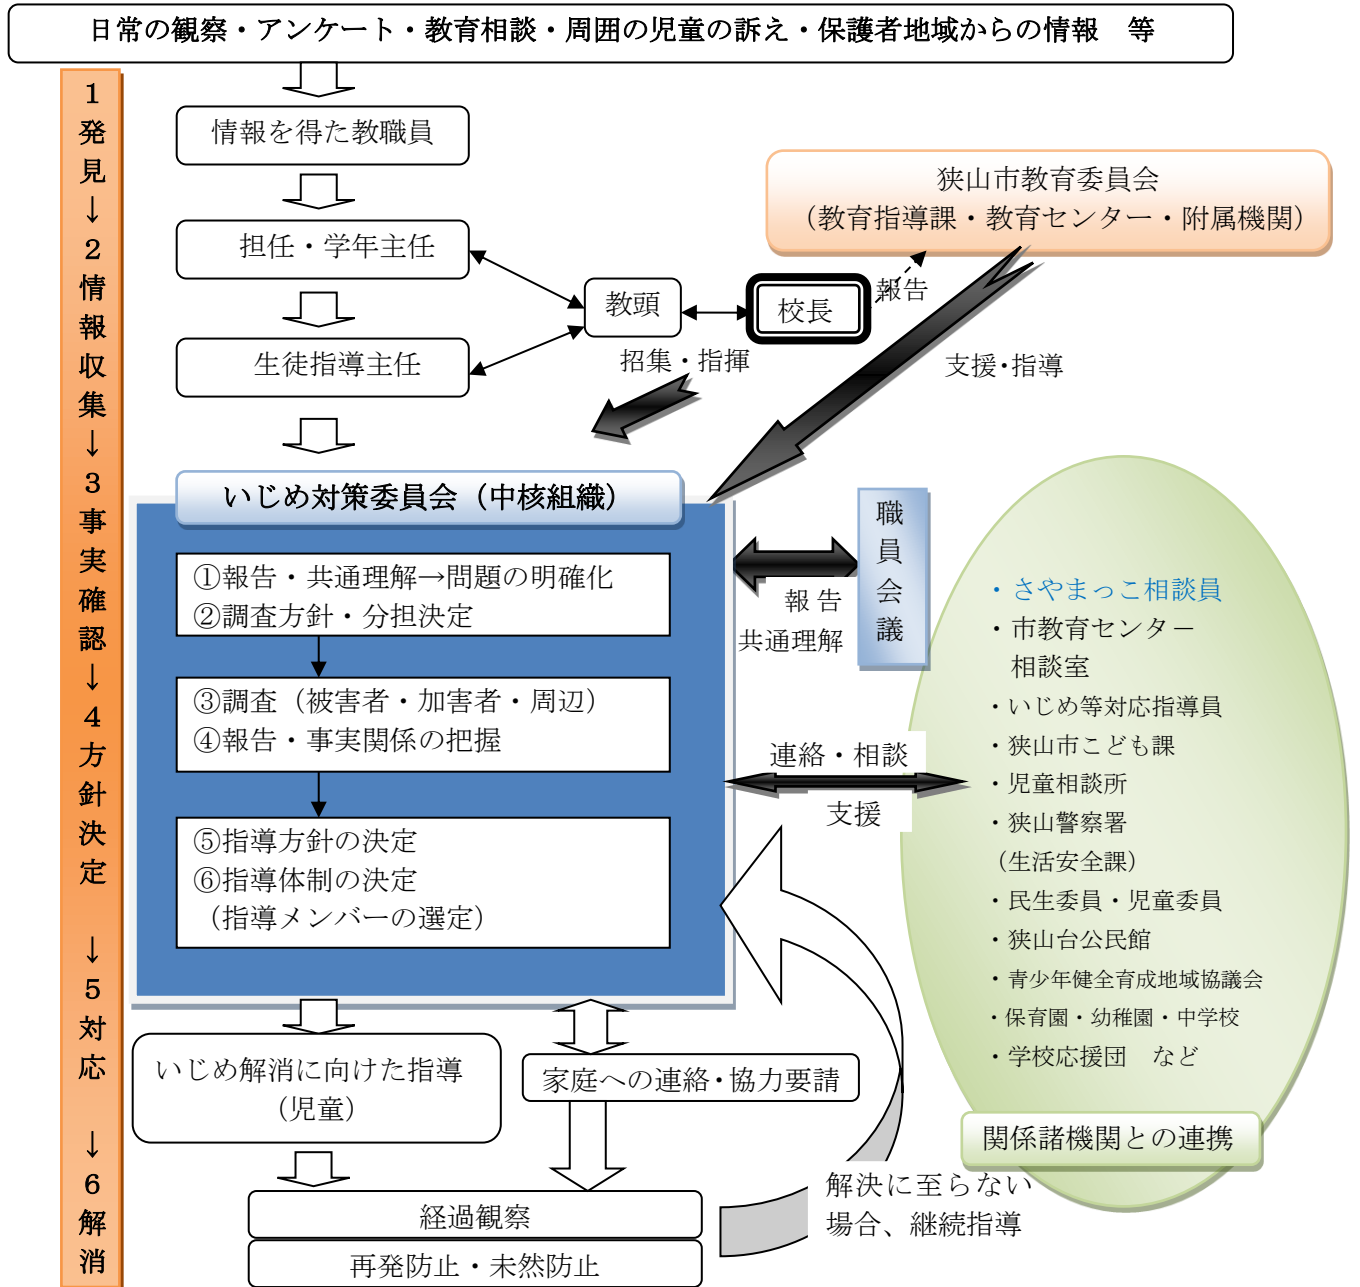 日常の観察・アンケート・教育相談・周囲の児童の訴え・保護者地域からの情報　等
1発見↓2情報収集↓3事実確認↓4方針決定　↓5対応　↓6解消
情報を得た教職員
狭山市教育委員会
（教育指導課・教育センター・附属機関）
担任・学年主任
教頭
校長
報告
生徒指導主任
招集・指揮
支援・指導
いじめ対策委員会（中核組織）
①報告・共通理解→問題の明確化
②調査方針・分担決定
③調査（被害者・加害者・周辺）
④報告・事実関係の把握
⑤指導方針の決定
⑥指導体制の決定
（指導メンバーの選定）
職員会議
報 告
共通理解
連絡・相談
支援
・さやまっこ相談員
・市教育センター
相談室
・いじめ等対応指導員
・狭山市こども課
・児童相談所
・狭山警察署
（生活安全課）
・民生委員・児童委員
・狭山台公民館
・青少年健全育成地域協議会
・保育園・幼稚園・中学校
・学校応援団　など
関係諸機関との連携
いじめ解消に向けた指導
（児童）
家庭への連絡・協力要請
解決に至らない
場合、継続指導
経過観察
再発防止・未然防止